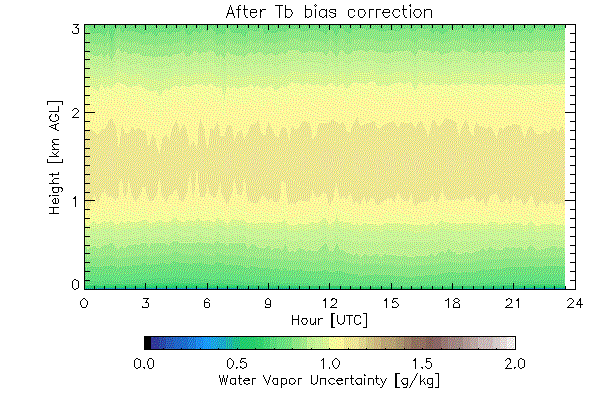 After Tb bias correction
3
2
1
0
Height [km AGL]
0 3 6 9 12 15 18 21 24
Hour [UTC]
0.0 0.5 1.0 1.5 2.0
Water Vapor Uncertainty [g/kg]